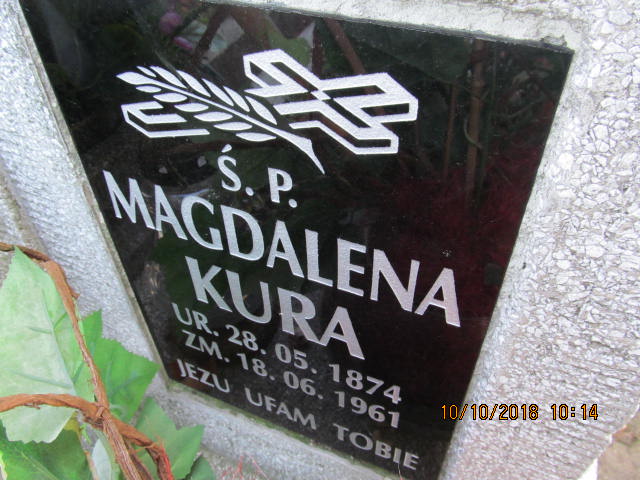 Ś. P.
MAGDALENA
KURA
UR. 28. 05. 1874
ZM. 18. 06. 1961
JEZU UFAM TOBIE
10/10/2018 10:14